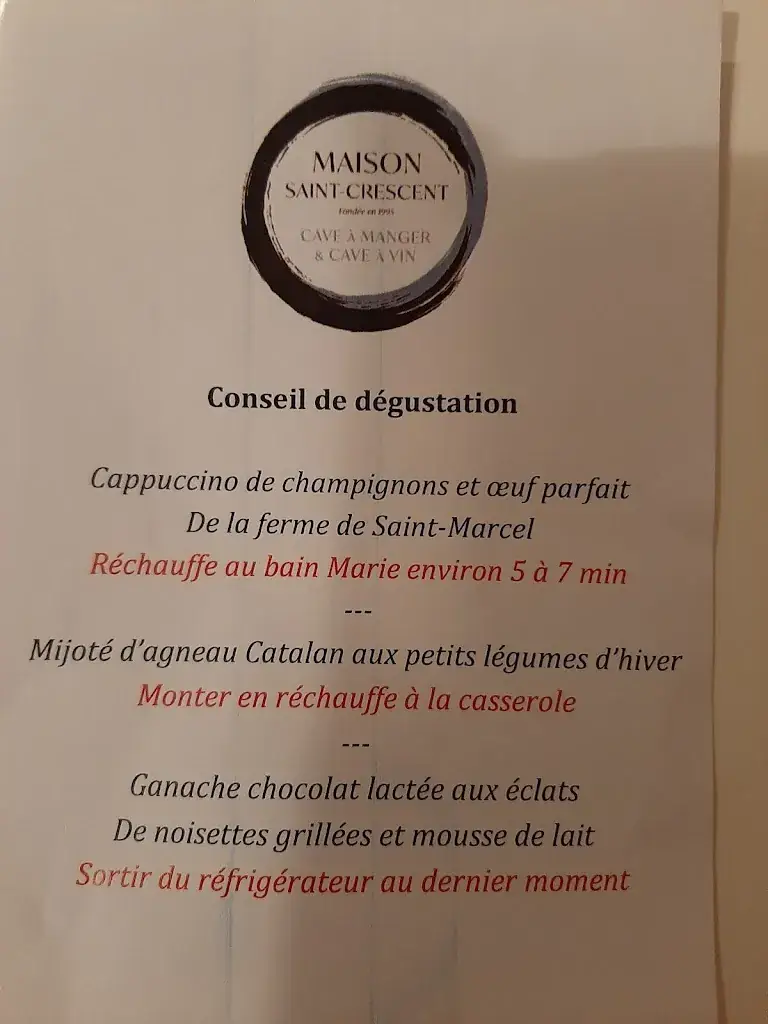 MAISON
SAINT-CRESCENT
Fondée en 1995
CAVE À MANGER
& CAVE À VIN
Conseil de dégustation
Cappuccino de champignons et œuf parfait
De la ferme de Saint-Marcel
Réchauffe au bain Marie environ 5 à 7 min
---
Mijoté d’agneau Catalan aux petits légumes d’hiver
Monter en réchauffe à la casserole
---
Ganache chocolat lactée aux éclats
De noisettes grillées et mousse de lait
Sortir du réfrigérateur au dernier moment